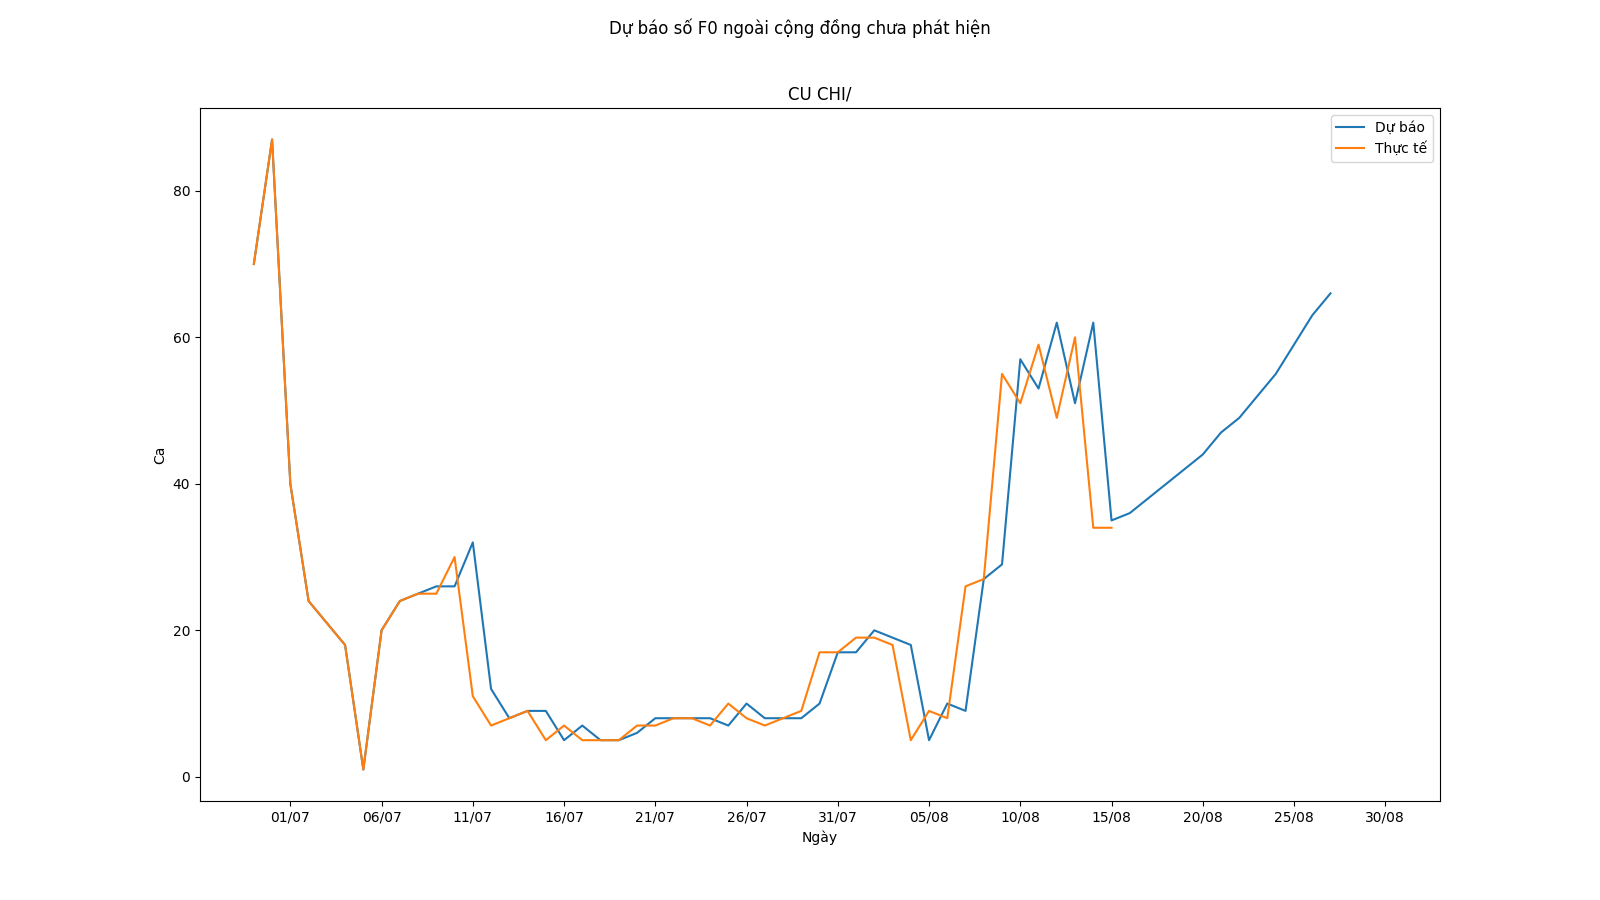 Dự báo số F0 ngoài cộng đồng chưa phát hiện
CU CHI/
Dự báo
Thực tế
80
60
40
20
0
Ca
01/07 06/07 11/07 16/07 21/07 26/07 31/07 05/08 10/08 15/08 20/08 25/08 30/08
Ngày